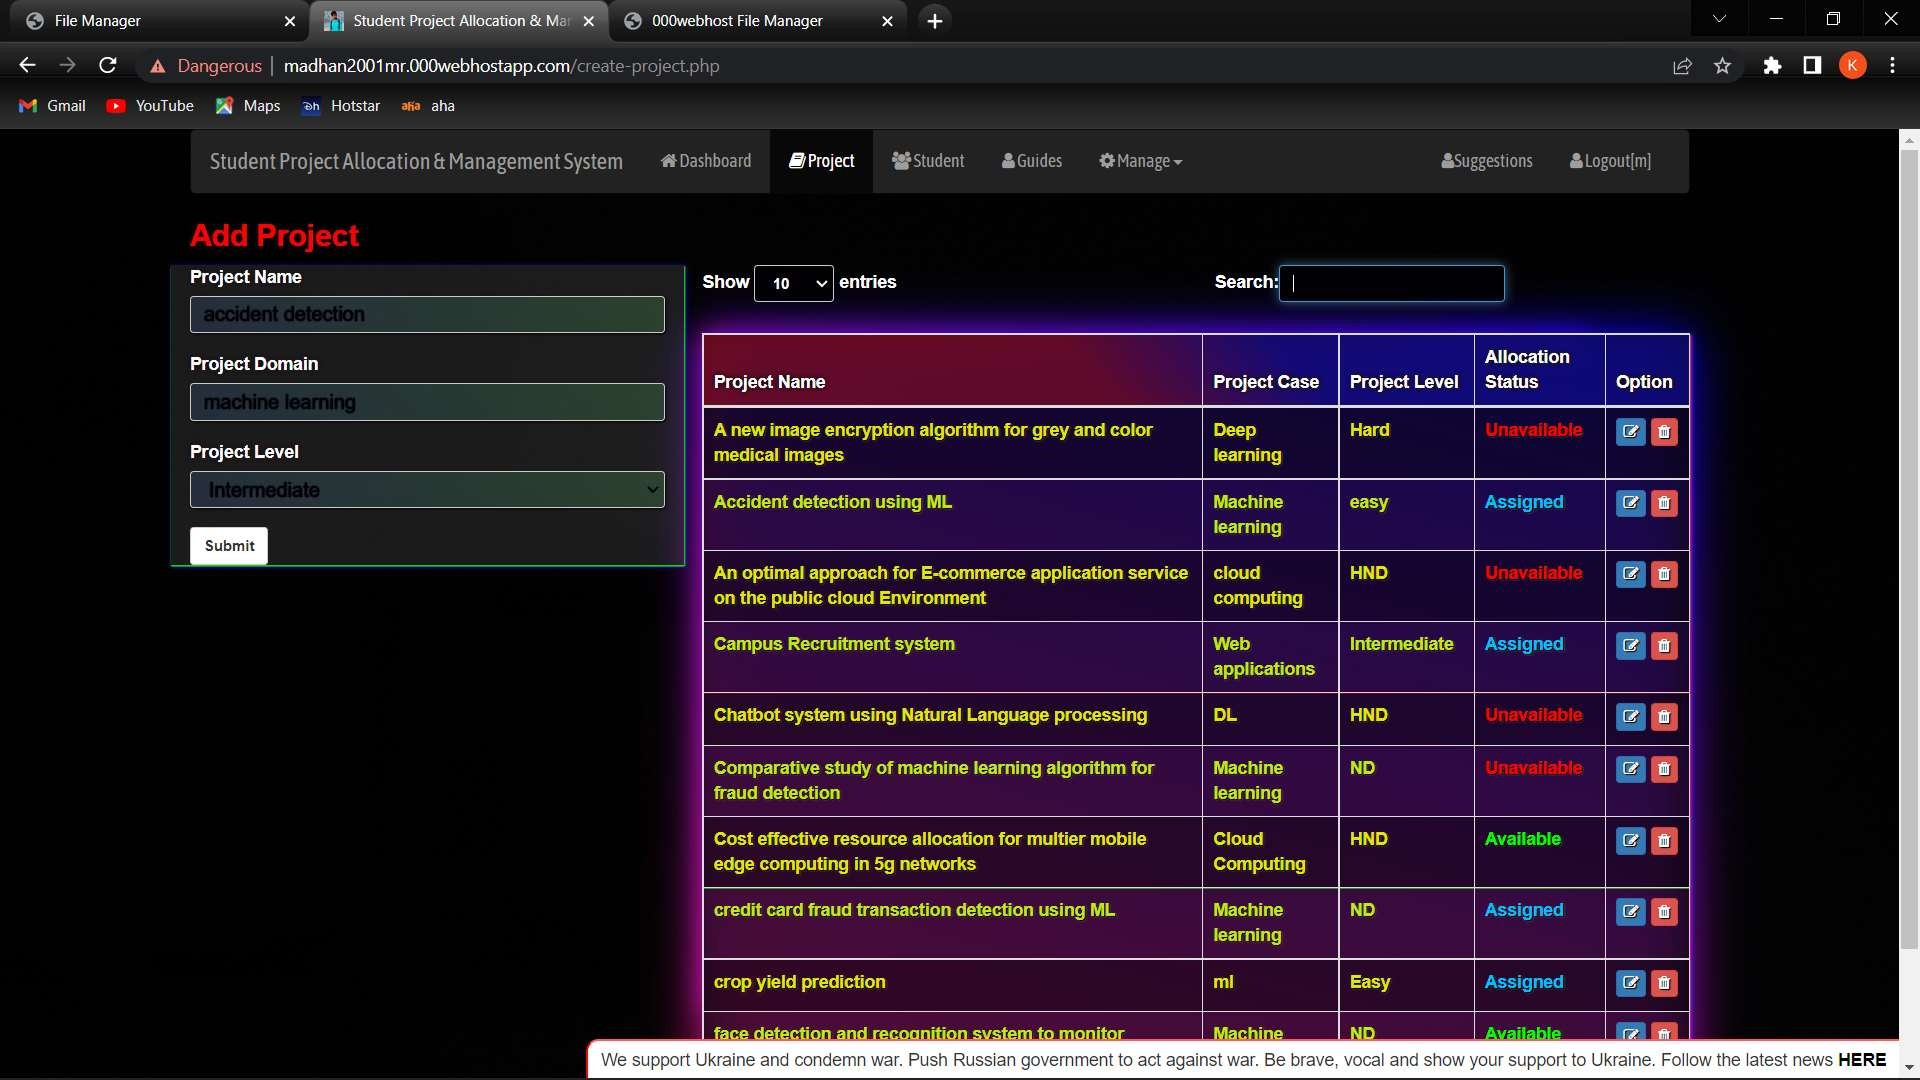 File Manager
Student Project Allocation & Mar
000webhost File Manager
Dangerous
madhan2001mr.000webhostapp.com/create-project.php
K
Gmail
YouTube
Maps
Hotstar
aha
aha
Student Project Allocation & Management System
Dashboard
Project
Student
Guides
Manage
Suggestions
Logout[m]
Add Project
Project Name
accident detection
Project Domain
machine learning
Project Level
Intermediate
Submit
Show 10 entries
Search:
Project Name
Project Case
Project Level
Allocation
Status
Option
A new image encryption algorithm for grey and color
medical images
Deep
learning
Hard
Unavailable
Accident detection using ML
Machine
learning
easy
Assigned
An optimal approach for E-commerce application service
on the public cloud Environment
cloud
computing
HND
Unavailable
Campus Recruitment system
Web
applications
Intermediate
Assigned
Chatbot system using Natural Language processing
DL
HND
Unavailable
Comparative study of machine learning algorithm for
fraud detection
Machine
learning
ND
Unavailable
Cost effective resource allocation for multier mobile
edge computing in 5g networks
Cloud
Computing
HND
Available
credit card fraud transaction detection using ML
Machine
learning
ND
Assigned
crop yield prediction
ml
Easy
Assigned
face detection and recognition system to monitor
Machine
ND
Available
We support Ukraine and condemn war. Push Russian government to act against war. Be brave, vocal and show your support to Ukraine. Follow the latest news HERE